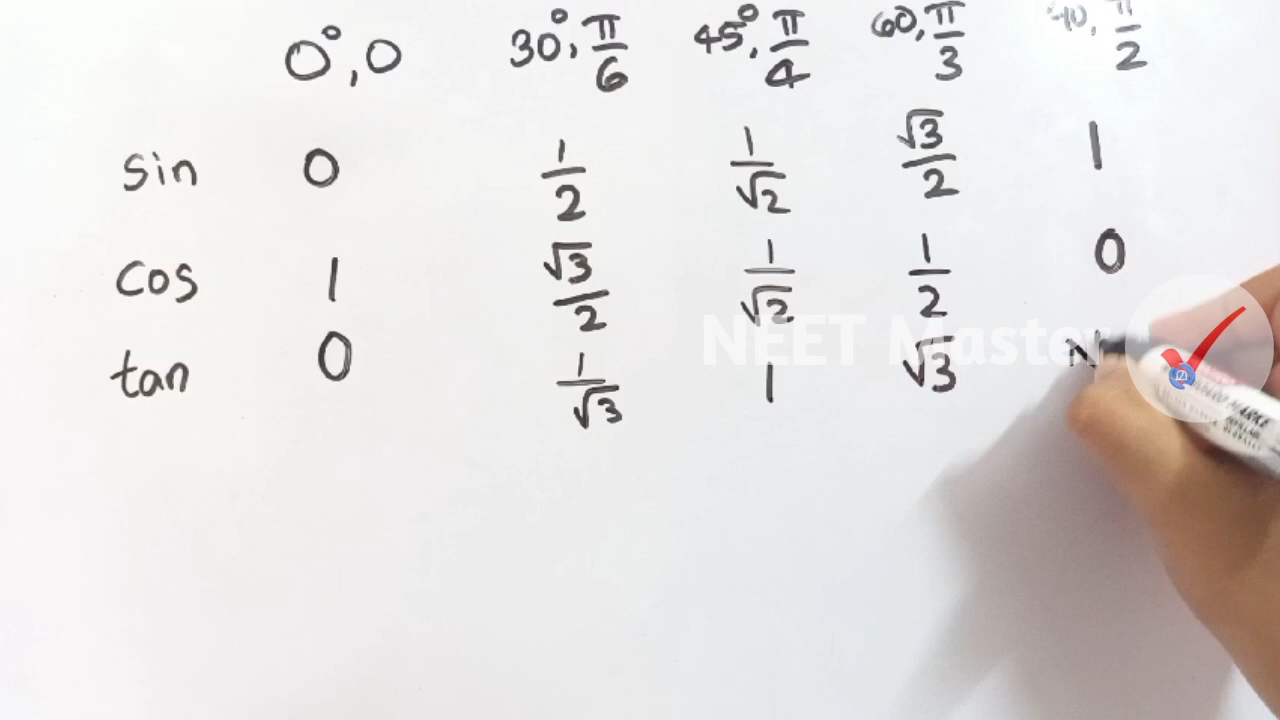 0°, 0 30°, π/6 45°, π/4 60, π/3 π/2
sin 0 1/2 1/√2 √3/2 1
cos 1 √3/2 1/√2 1/2 0
NEET Master
tan 0 1/√3 1 √3 N